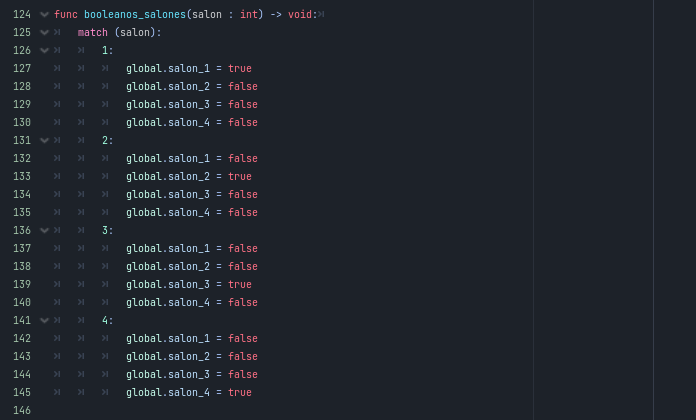 124 func booleanos_salones(salon : int) -> void:
125 match (salon):
126 1:
127 global.salon_1 = true
128 global.salon_2 = false
129 global.salon_3 = false
130 global.salon_4 = false
131 2:
132 global.salon_1 = false
133 global.salon_2 = true
134 global.salon_3 = false
135 global.salon_4 = false
136 3:
137 global.salon_1 = false
138 global.salon_2 = false
139 global.salon_3 = true
140 global.salon_4 = false
141 4:
142 global.salon_1 = false
143 global.salon_2 = false
144 global.salon_3 = false
145 global.salon_4 = true
146